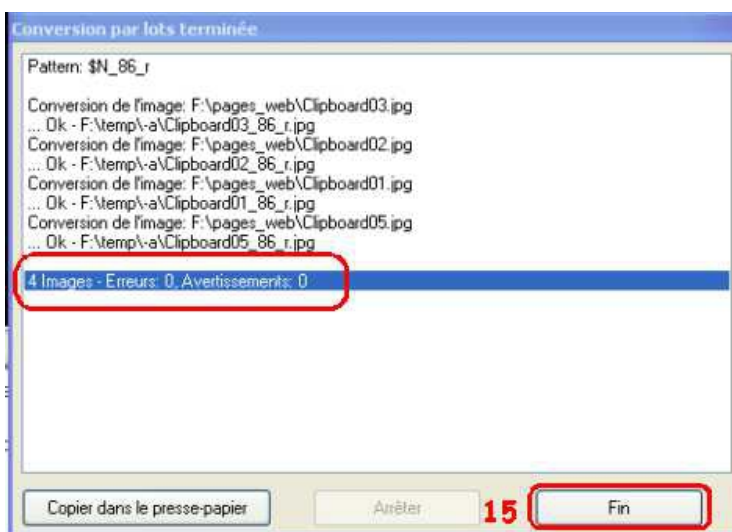 Conversion par lots terminée
Pattern: $N_86_r
Conversion de l'image: F:\pages_web\Clipboard03.jpg
... Ok - F:\temp\-a\Clipboard03_86_r.jpg
Conversion de l'image: F:\pages_web\Clipboard02.jpg
... Ok - F:\temp\-a\Clipboard02_86_r.jpg
Conversion de l'image: F:\pages_web\Clipboard01.jpg
... Ok - F:\temp\-a\Clipboard01_86_r.jpg
Conversion de l'image: F:\pages_web\Clipboard05.jpg
... Ok - F:\temp\-a\Clipboard05_86_r.jpg
4 Images - Erreurs: 0, Avertissements: 0
Copier dans le presse-papier Arrêter 15 Fin